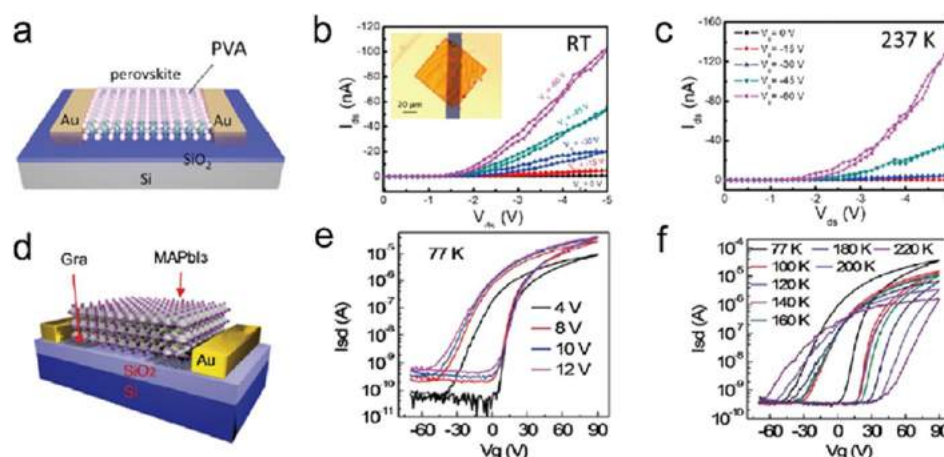 a
PVA
perovskite
Au
Au
SiO2
Si
b
RT
20 μm
Vg = -60 V
Vg = -45 V
Vg = -30 V
Vg = -15 V
Vg = 0 V
-100
-80
-60
-40
-20
0
Ids (nA)
0 -1 -2 -3 -4 -5
Vds (V)
c
237 K
Vg= 0 V
Vg= -15 V
Vg= -30 V
Vg= -45 V
Vg= -60 V
-160
-120
-80
-40
0
Ids (nA)
0 -1 -2 -3 -4 -5
Vds (V)
d
Gra
MAPbI3
Au
SiO2
Si
e
77 K
4 V
8 V
10 V
12 V
10-5
10-6
10-7
10-8
10-9
10-10
10-11
Isd (A)
-60 -30 0 30 60 90
Vg (V)
f
77 K 180 K 220 K
100 K 200 K
120 K
140 K
160 K
10-4
10-5
10-6
10-7
10-8
10-9
10-10
Isd (A)
-60 -30 0 30 60 90
Vg (V)